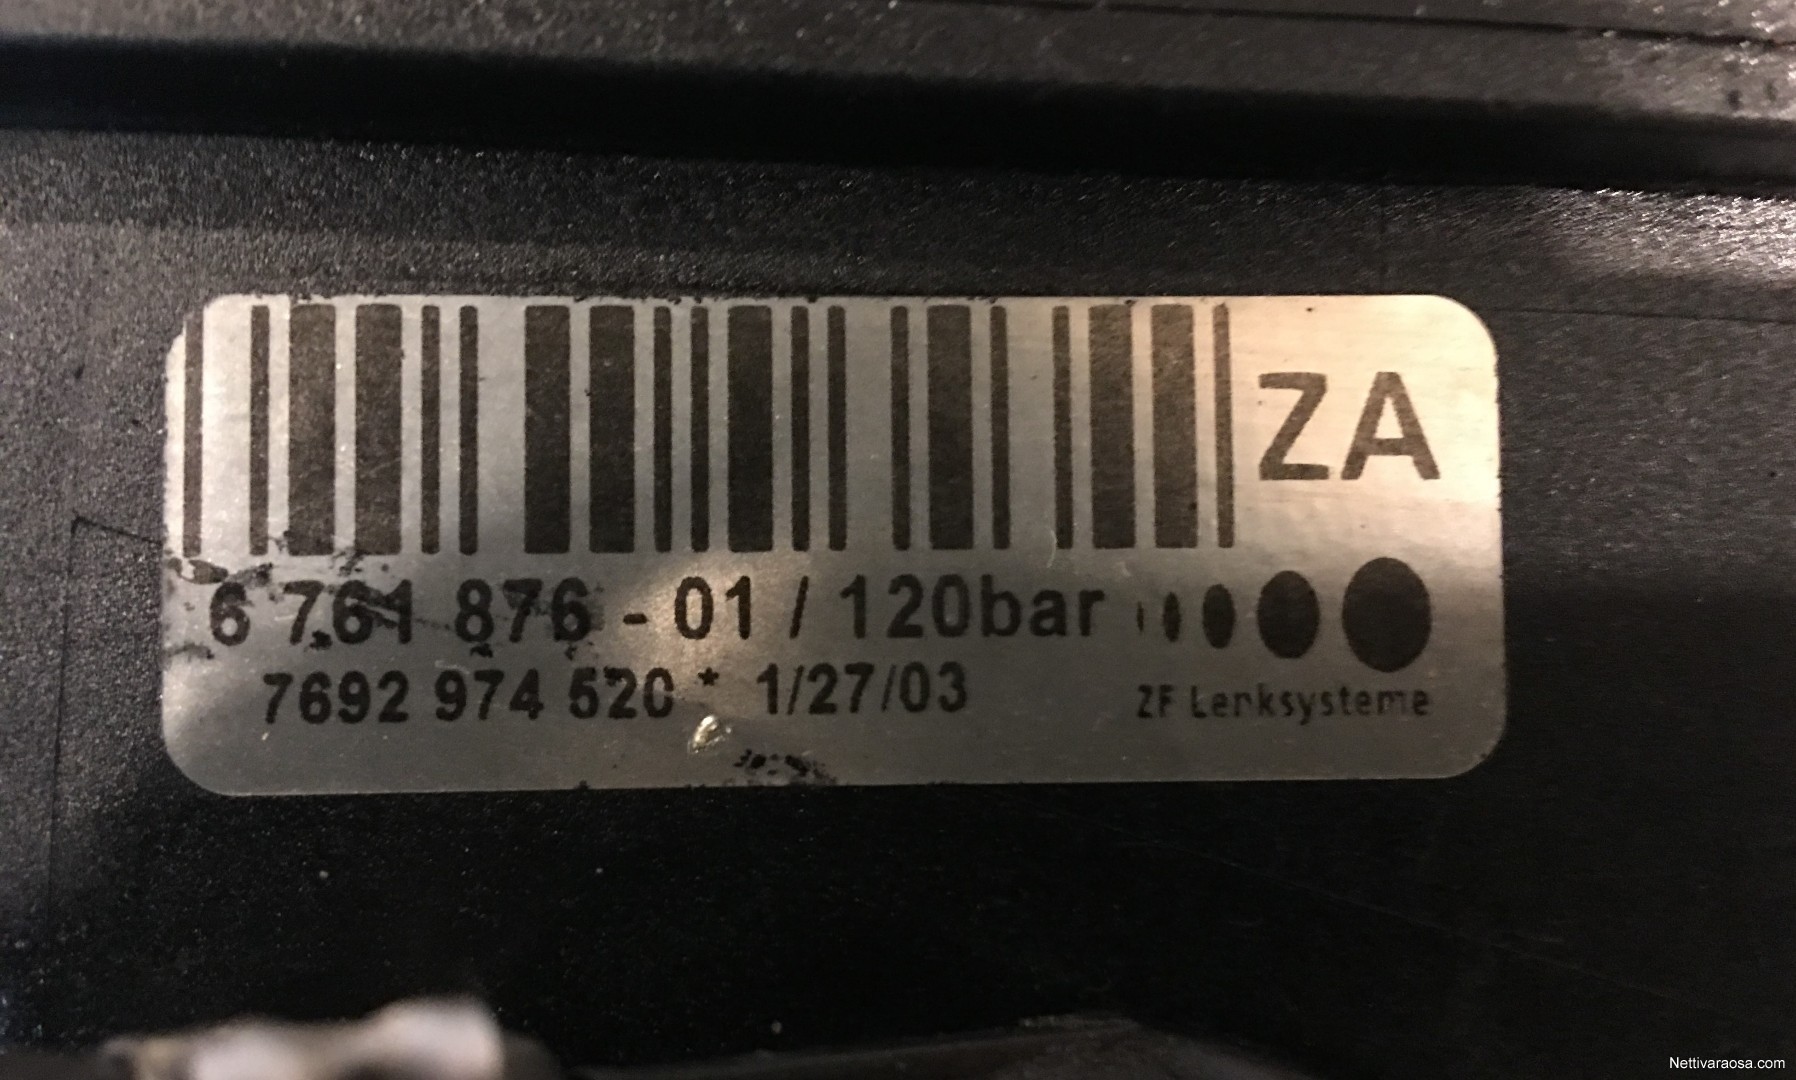 ZA
6 761 876 - 01 / 120bar
7692 974 520 * 1/27/03
ZF Lenksysteme
Nettivaraosa.com